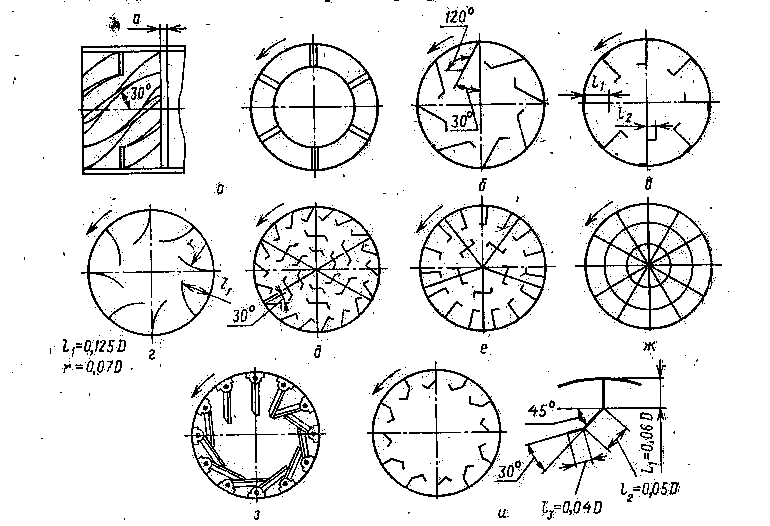 a
30°
120°
30°
l₁
l₂
а
б
в
r
l₁
30°
l₁=0,125D
r=0,07D
г
д
е
ж
45°
30°
l₁=0,06D
l₂=0,05D
l₃=0,04D
з
и